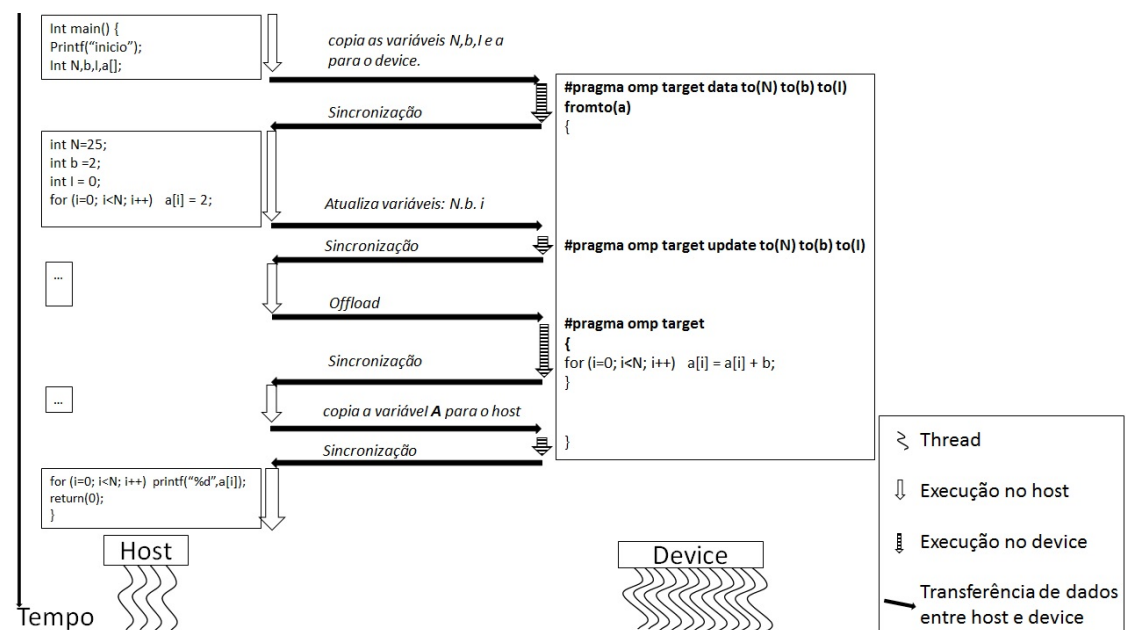 Int main() {
Printf("inicio");
Int N,b,I,a[];
copia as variáveis N,b,I e a
para o device.
#pragma omp target data to(N) to(b) to(I)
fromto(a)
{
Sincronização
int N=25;
int b =2;
int I = 0;
for (i=0; i<N; i++) a[i] = 2;
Atualiza variáveis: N.b. i
Sincronização
#pragma omp target update to(N) to(b) to(I)
...
Offload
#pragma omp target
{
for (i=0; i<N; i++) a[i] = a[i] + b;
}
Sincronização
...
copia a variável A para o host
}
Sincronização
for (i=0; i<N; i++) printf("%d",a[i]);
return(0);
}
Host
Device
Tempo
Thread
Execução no host
Execução no device
Transferência de dados
entre host e device